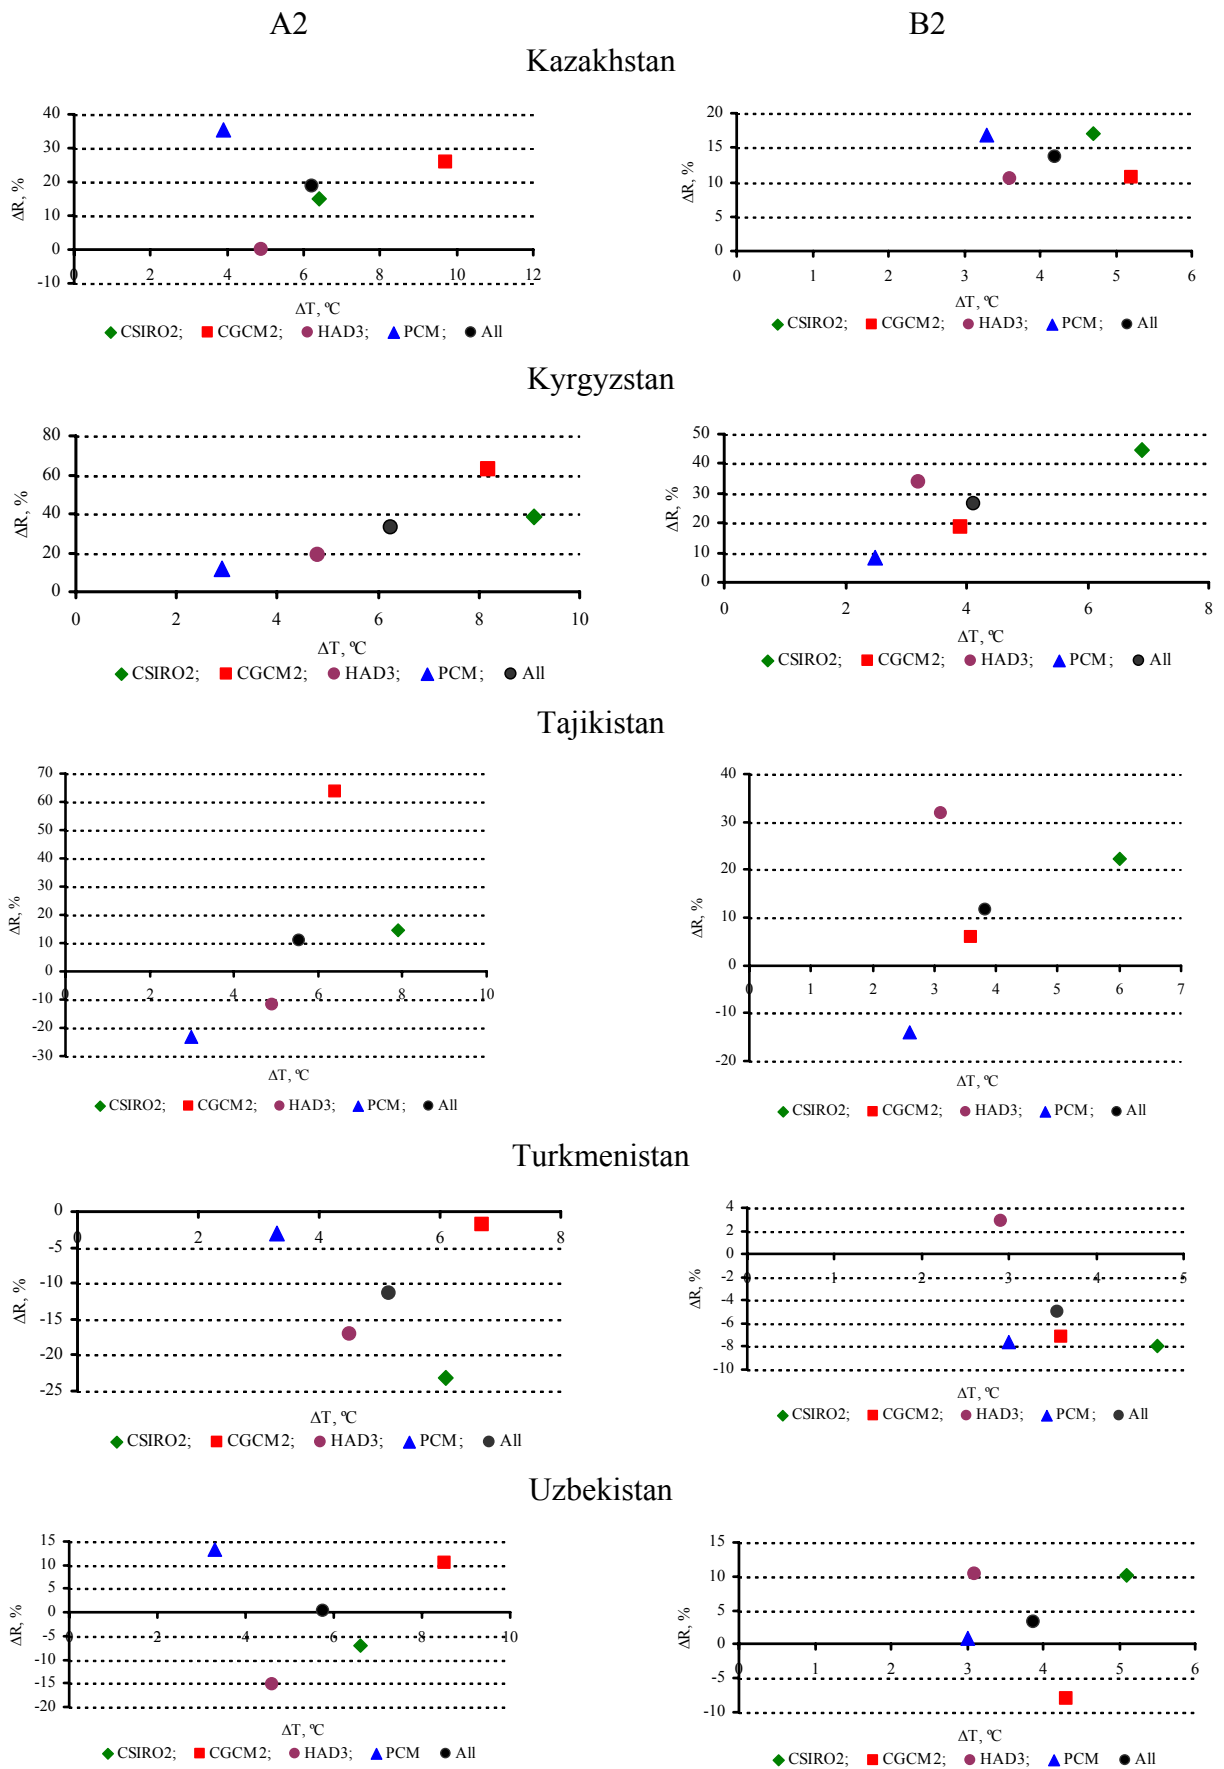 A2 B2
Kazakhstan
40
30
20
10
0
-10
0 2 4 6 8 10 12
ΔR, %
ΔT, ºC
CSIRO2; CGCM2; HAD3; PCM; All
20
15
10
5
0
0 1 2 3 4 5 6
ΔR, %
ΔT, ºC
CSIRO2; CGCM2; HAD3; PCM; All
Kyrgyzstan
80
60
40
20
0
0 2 4 6 8 10
ΔR, %
ΔT, ºC
CSIRO2; CGCM2; HAD3; PCM; All
50
40
30
20
10
0
0 2 4 6 8
ΔR, %
ΔT, ºC
CSIRO2; CGCM2; HAD3; PCM; All
Tajikistan
70
60
50
40
30
20
10
0
-10
-20
-30
0 2 4 6 8 10
ΔR, %
ΔT, ºC
CSIRO2; CGCM2; HAD3; PCM; All
40
30
20
10
0
-10
-20
0 1 2 3 4 5 6 7
ΔR, %
ΔT, ºC
CSIRO2; CGCM2; HAD3; PCM; All
Turkmenistan
0
-5
-10
-15
-20
-25
0 2 4 6 8
ΔR, %
ΔT, ºC
CSIRO2; CGCM2; HAD3; PCM; All
4
2
0
-2
-4
-6
-8
-10
0 1 2 3 4 5
ΔR, %
ΔT, ºC
CSIRO2; CGCM2; HAD3; PCM; All
Uzbekistan
15
10
5
0
-5
-10
-15
-20
0 2 4 6 8 10
ΔR, %
ΔT, ºC
CSIRO2; CGCM2; HAD3; PCM All
15
10
5
0
-5
-10
0 1 2 3 4 5 6
ΔR, %
ΔT, ºC
CSIRO2; CGCM2; HAD3; PCM All